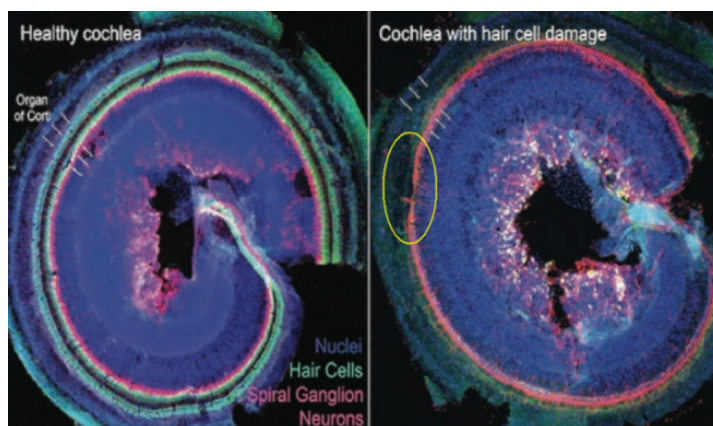 Healthy cochlea
Cochlea with hair cell damage
Organ
of Corti
Nuclei
Hair Cells
Spiral Ganglion
Neurons